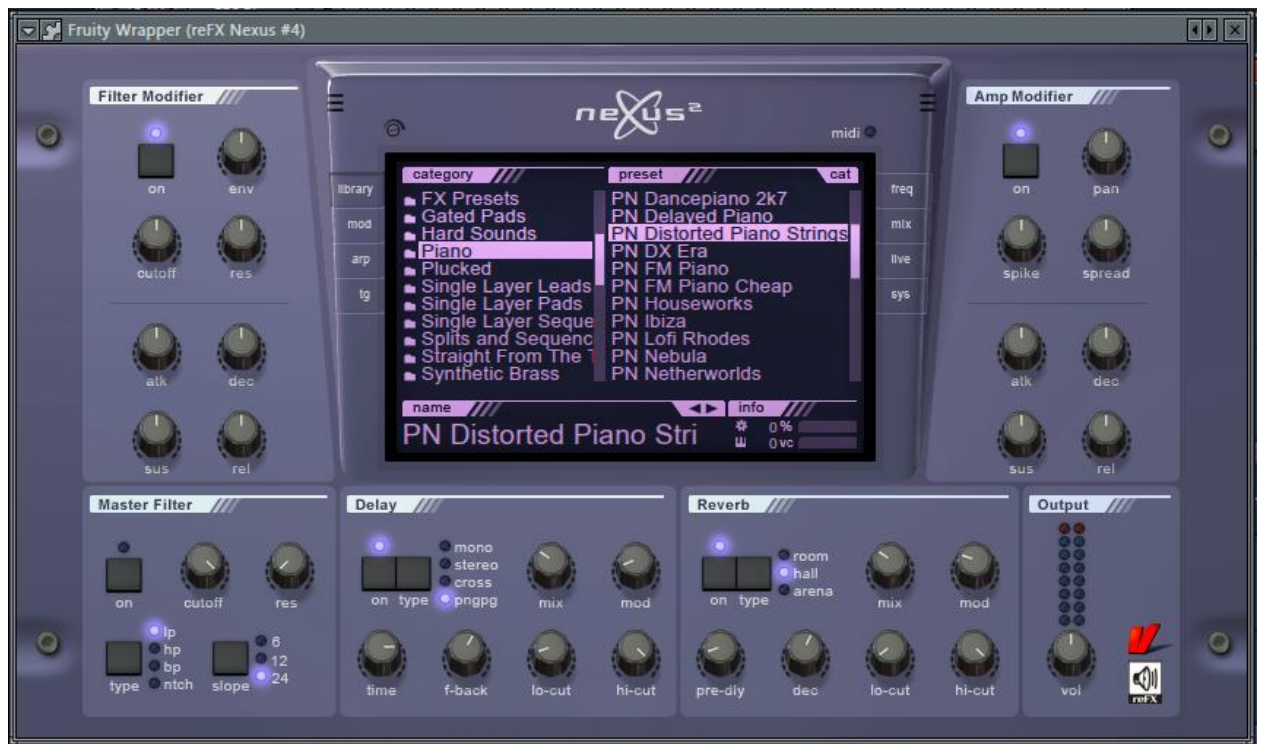 Fruity Wrapper (reFX Nexus #4)
Filter Modifier
on
env
cutoff
res
atk
dec
sus
rel
nexus²
midi
library
mod
arp
tg
category
FX Presets
Gated Pads
Hard Sounds
Piano
Plucked
Single Layer Leads
Single Layer Pads
Single Layer Seque
Splits and Sequenc
Straight From The T
Synthetic Brass
preset
cat
PN Dancepiano 2k7
PN Delayed Piano
PN Distorted Piano Strings
PN DX Era
PN FM Piano
PN FM Piano Cheap
PN Houseworks
PN Ibiza
PN Lofi Rhodes
PN Nebula
PN Netherworlds
name
PN Distorted Piano Stri
info
0 %
0 vc
freq
mix
live
sys
Amp Modifier
on
pan
spike
spread
atk
dec
sus
rel
Master Filter
on
cutoff
res
type
lp
hp
bp
ntch
slope
6
12
24
Delay
on
type
mono
stereo
cross
pngpg
mix
mod
time
f-back
lo-cut
hi-cut
Reverb
on
type
room
hall
arena
mix
mod
pre-dly
dec
lo-cut
hi-cut
Output
vol
reFX